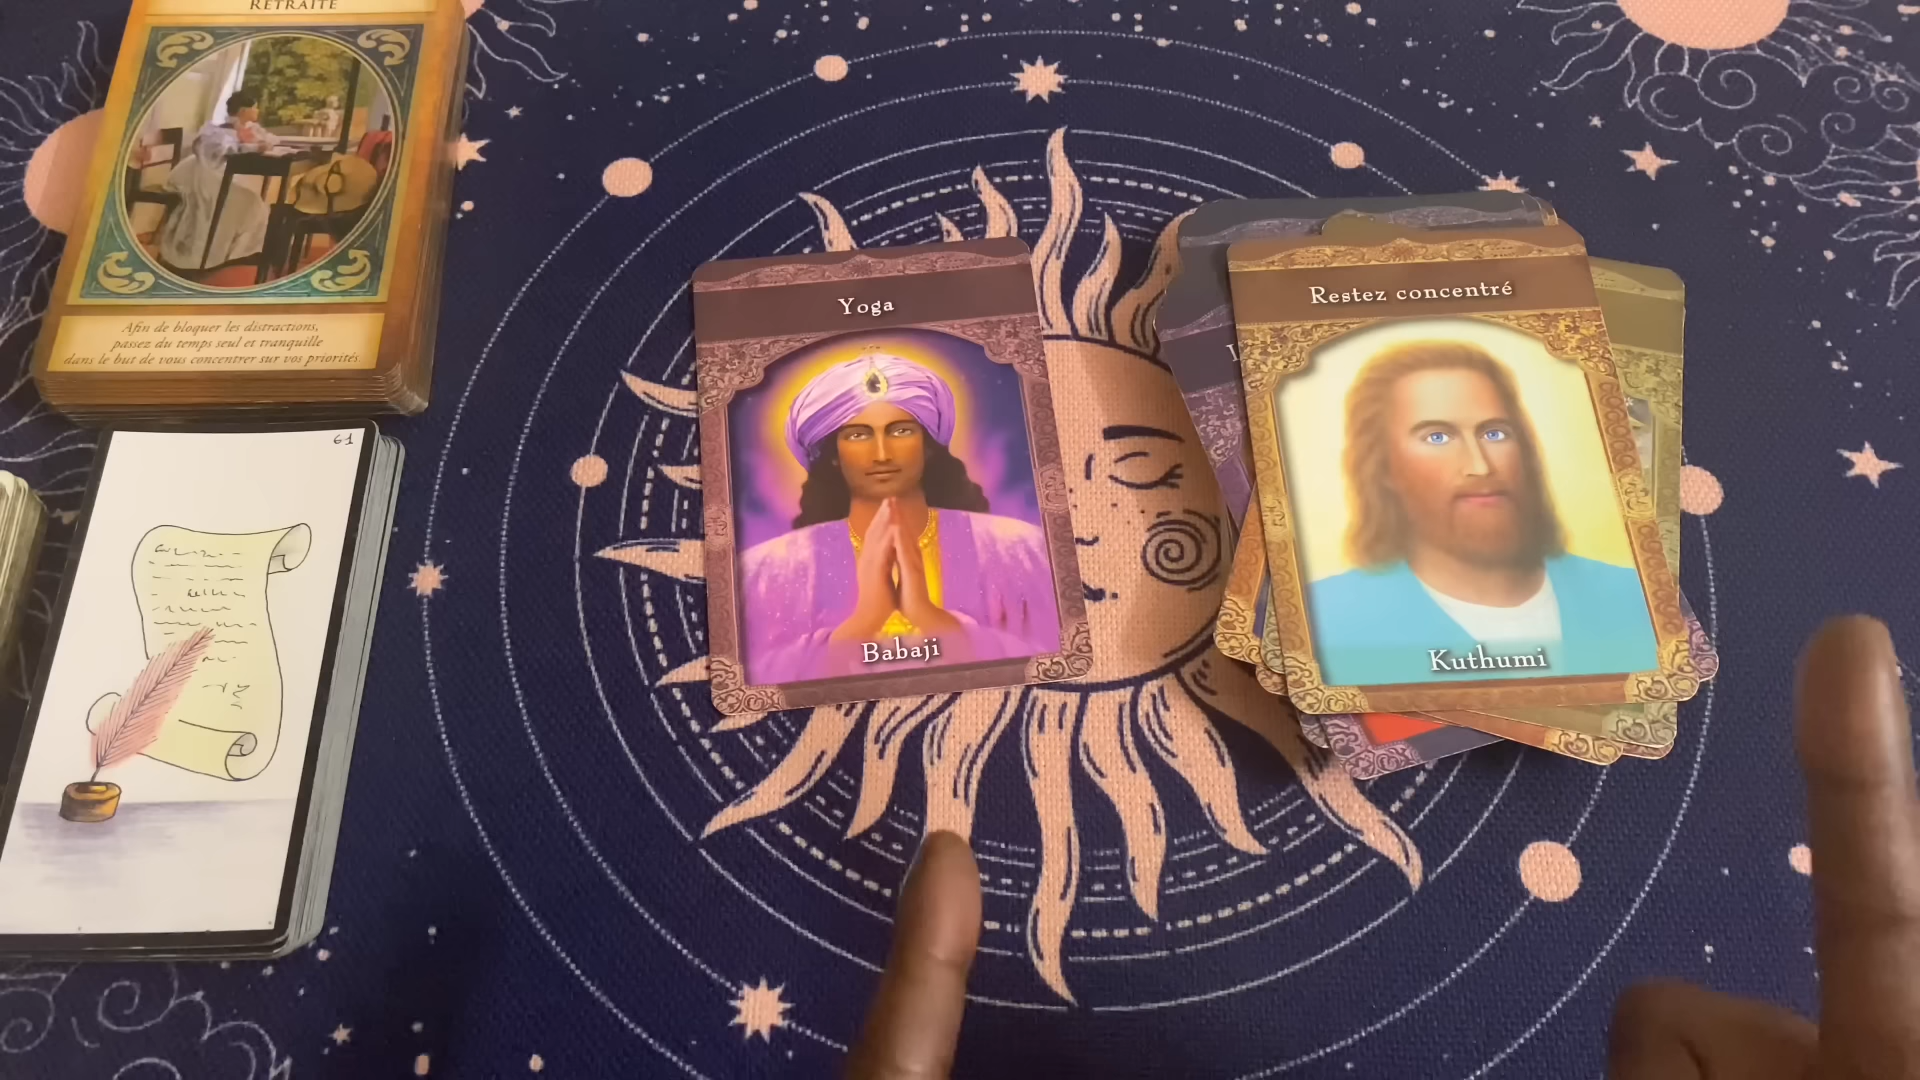 RETRAITE
Afin de bloquer les distractions,
passez du temps seul et tranquille
dans le but de vous concentrer sur vos priorités.
61
Yoga
Babaji
Restez concentré
Kuthumi